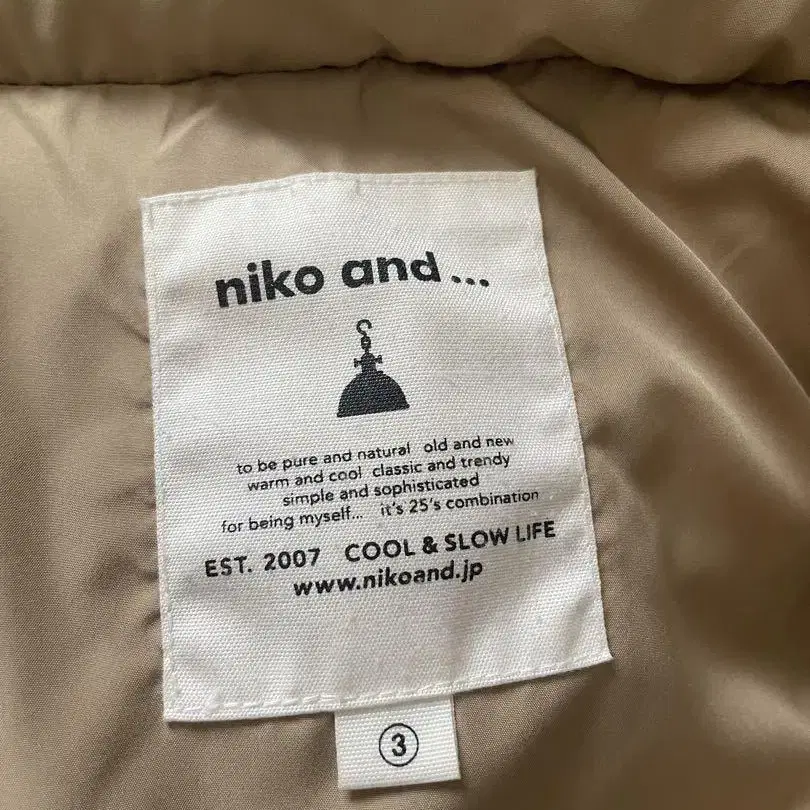 niko and...
to be pure and natural old and new
warm and cool classic and trendy
simple and sophisticated
for being myself... it's 25's combination
EST. 2007 COOL & SLOW LIFE
www.nikoand.jp
3